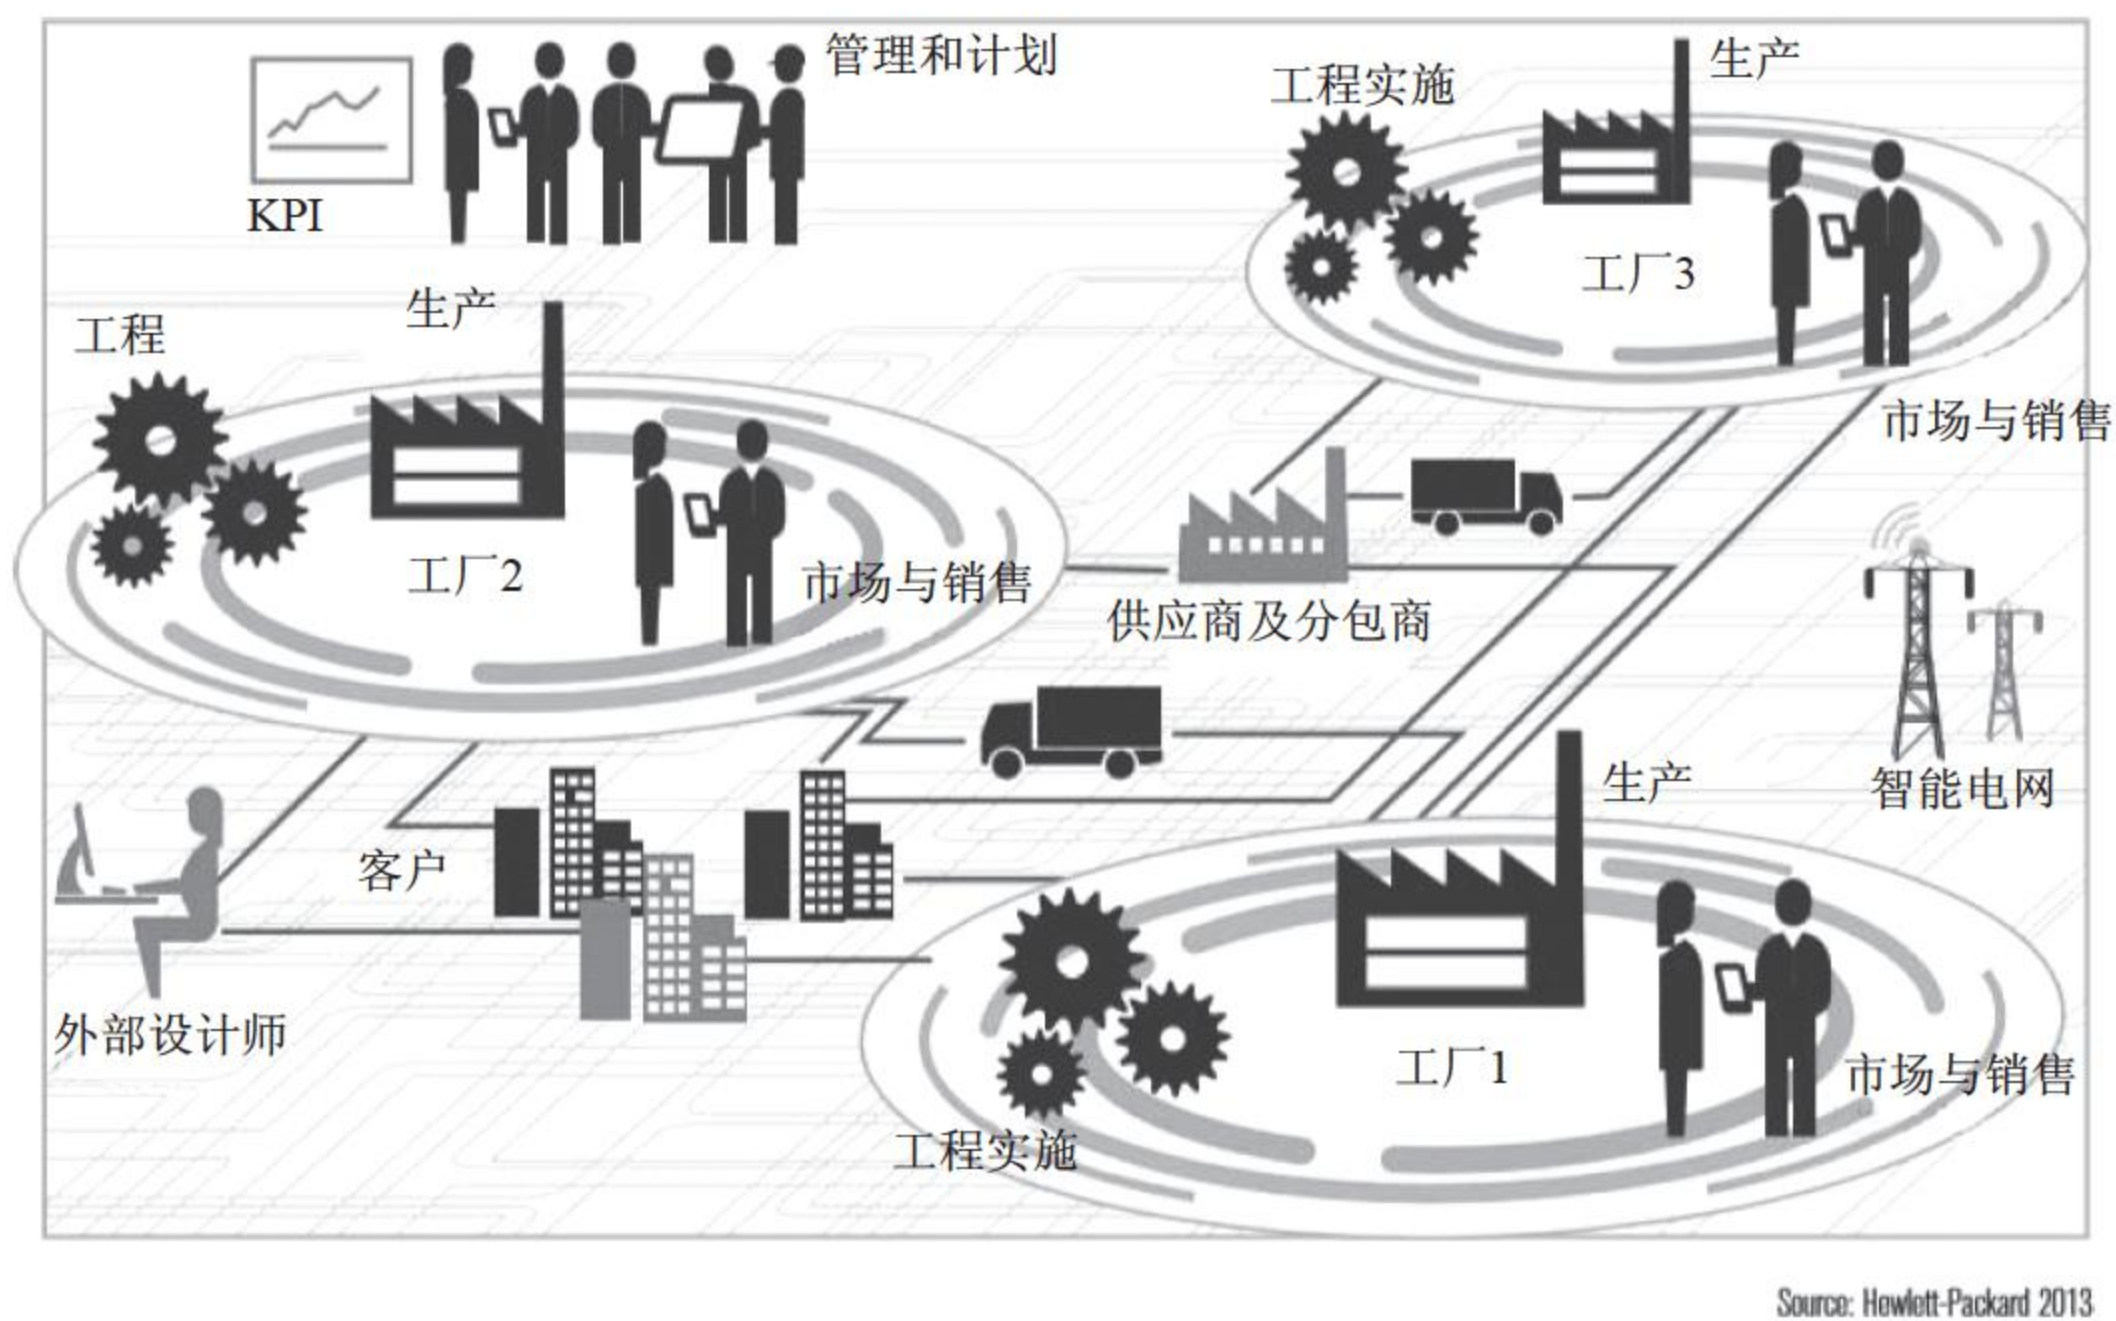 管理和计划
KPI
工程实施
生产
工厂3
市场与销售
生产
工程
工厂2
市场与销售
供应商及分包商
智能电网
客户
外部设计师
生产
工厂1
市场与销售
工程实施
Source: Hewlett-Packard 2013